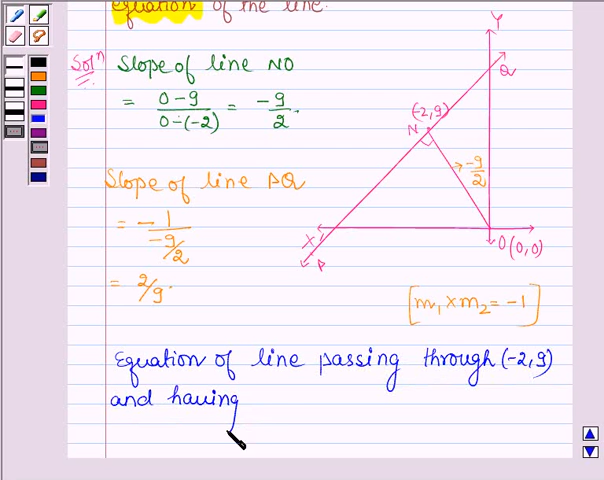 equation of the line.
Solⁿ
Slope of line NO
= 0-9 / 0-(-2) = -9/2.
Slope of line PQ
= -1 / -9/2
= 2/9.
Y
Q
(-2,9)
N
→ -9/2
X'
O(0,0)
P
[m₁ × m₂ = -1]
Equation of line passing through (-2,9)
and having